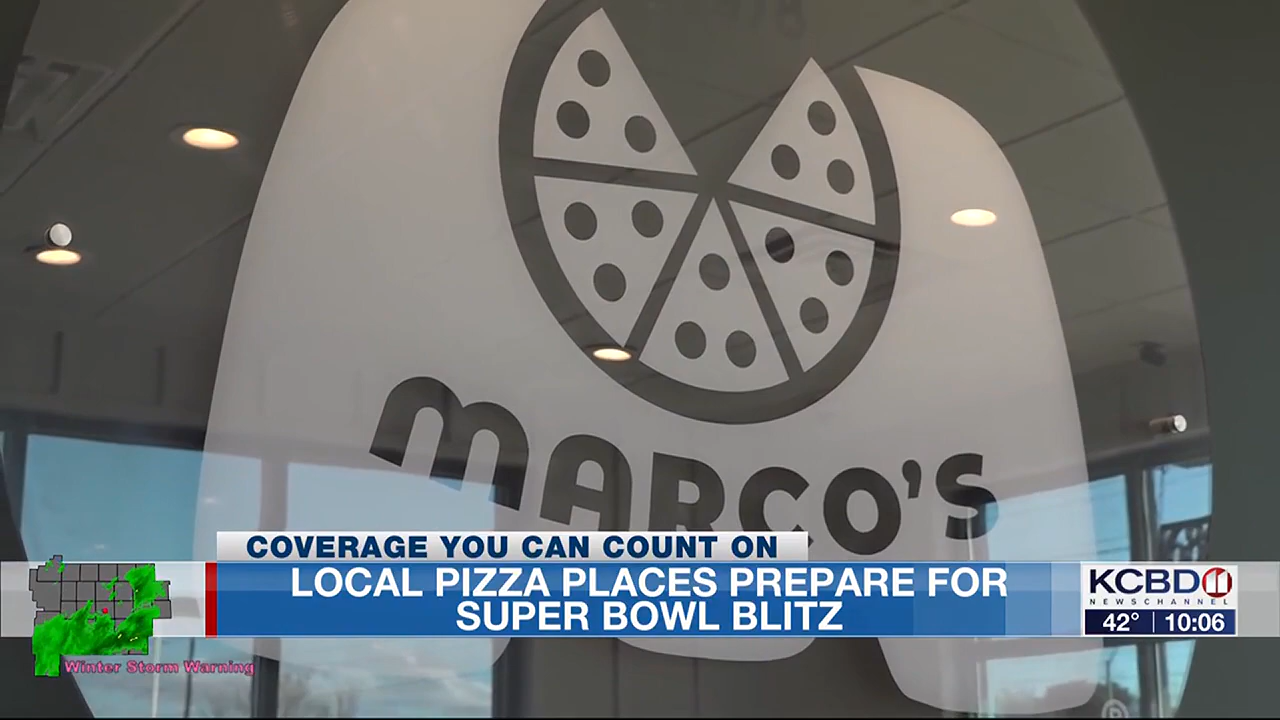 MARCO'S
COVERAGE YOU CAN COUNT ON
LOCAL PIZZA PLACES PREPARE FOR
SUPER BOWL BLITZ
KCBD 11
NEWSCHANNEL
42° 10:06
Winter Storm Warning